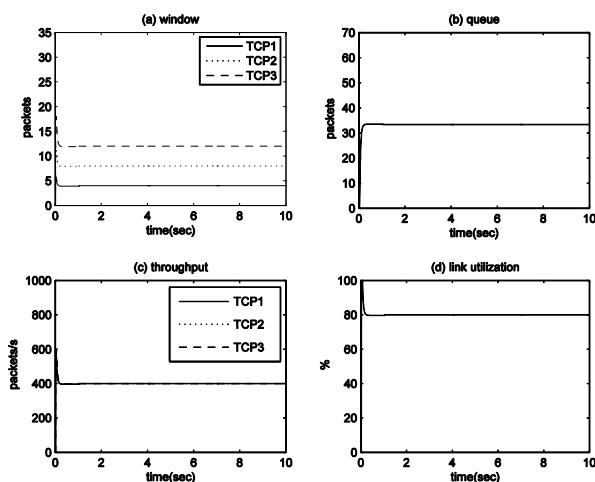 (a) window
35
30
25
20
15
10
5
0
packets
TCP1
TCP2
TCP3
0 2 4 6 8 10
time(sec)
(b) queue
70
60
50
40
30
20
10
0
packets
0 2 4 6 8 10
time(sec)
(c) throughput
1000
800
600
400
200
0
packets/s
TCP1
TCP2
TCP3
0 2 4 6 8 10
time(sec)
(d) link utilization
100
80
60
40
20
0
%
0 2 4 6 8 10
time(sec)